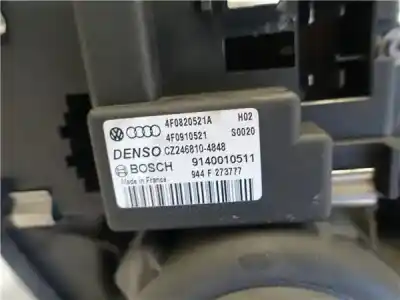 4F0820521A H02
4F0910521 S0020
DENSO CZ246810-4848
BOSCH 9140010511
Made in France 944 F 273777